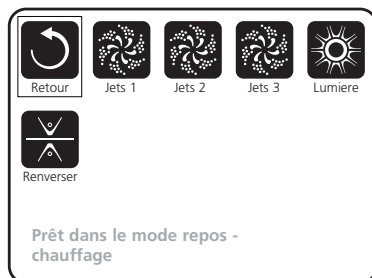 Retour Jets 1 Jets 2 Jets 3 Lumiere
Renverser
Prêt dans le mode repos -
chauffage